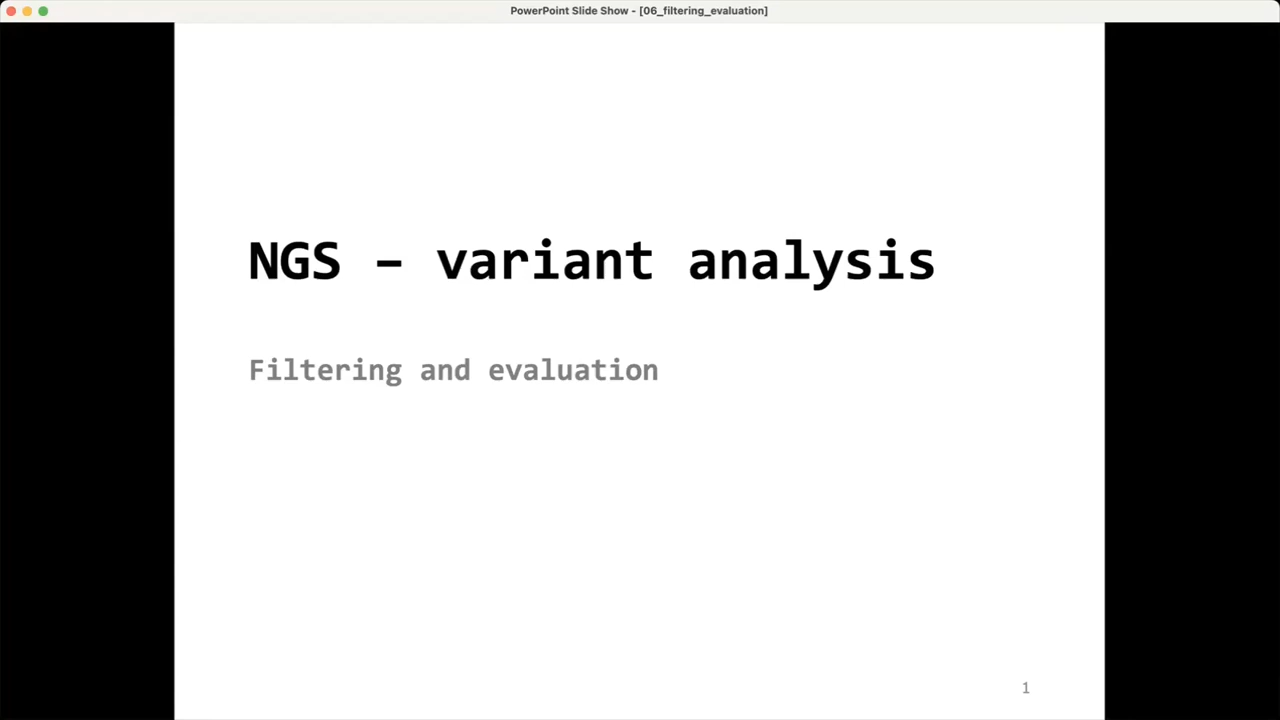 PowerPoint Slide Show - [06_filtering_evaluation]
NGS – variant analysis
Filtering and evaluation
1